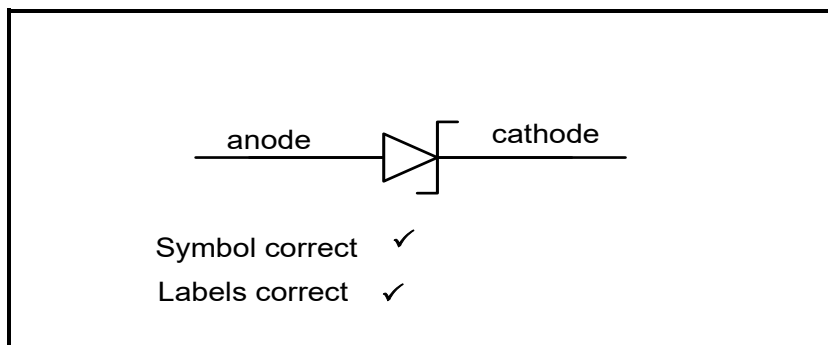 anode cathode
Symbol correct ✓
Labels correct ✓